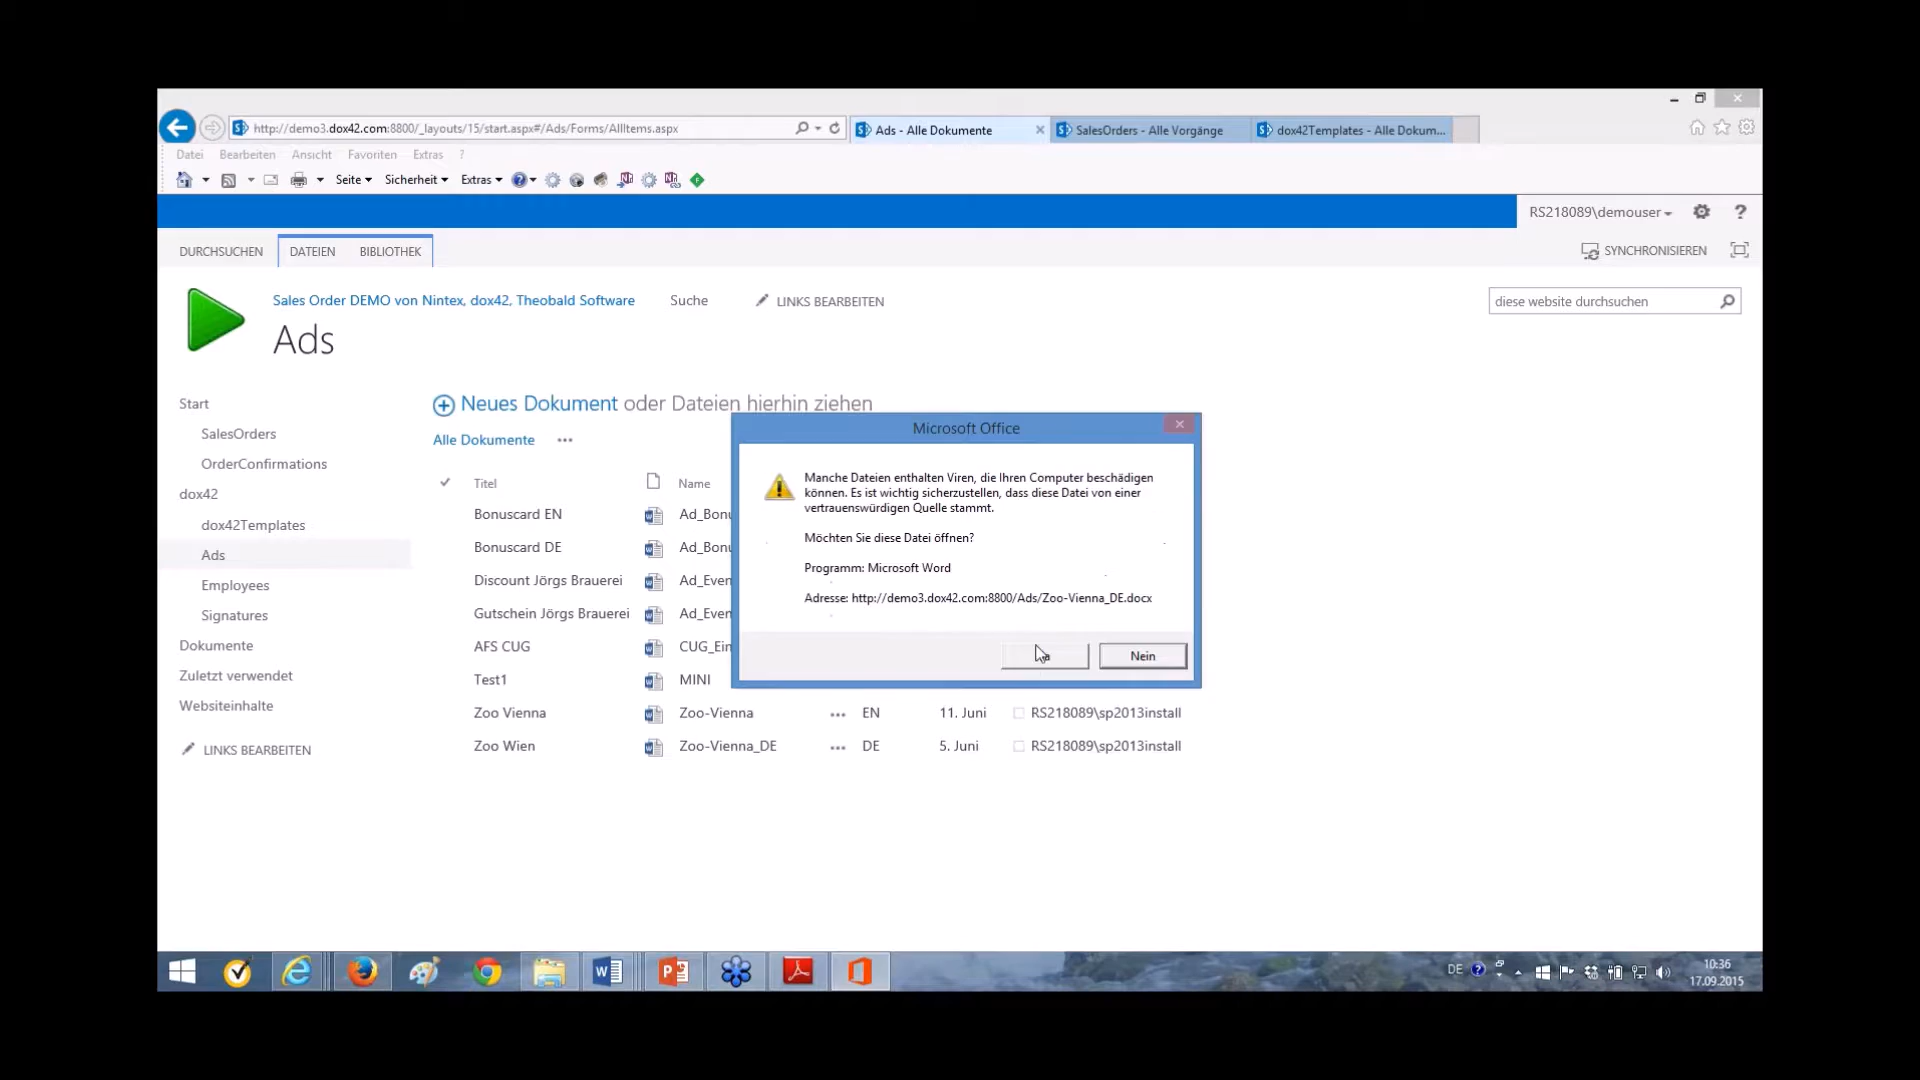 http://demo3.dox42.com:8800/_layouts/15/start.aspx#/Ads/Forms/AllItems.aspx
Ads - Alle Dokumente
SalesOrders - Alle Vorgänge
dox42Templates - Alle Dokum...
Datei Bearbeiten Ansicht Favoriten Extras ?
Seite Sicherheit Extras
RS218089\demouser
DURCHSUCHEN DATEIEN BIBLIOTHEK
SYNCHRONISIEREN
Sales Order DEMO von Nintex, dox42, Theobald Software
Suche
LINKS BEARBEITEN
diese website durchsuchen
Ads
Start
SalesOrders
OrderConfirmations
dox42
dox42Templates
Ads
Employees
Signatures
Dokumente
Zuletzt verwendet
Websiteinhalte
LINKS BEARBEITEN
Neues Dokument oder Dateien hierhin ziehen
Alle Dokumente ...
Titel Name
Bonuscard EN Ad_Bonu
Bonuscard DE Ad_Bonu
Discount Jörgs Brauerei Ad_Even
Gutschein Jörgs Brauerei Ad_Even
AFS CUG CUG_Ein
Test1 MINI
Zoo Vienna Zoo-Vienna ... EN 11. Juni RS218089\sp2013install
Zoo Wien Zoo-Vienna_DE ... DE 5. Juni RS218089\sp2013install
Microsoft Office
Manche Dateien enthalten Viren, die Ihren Computer beschädigen
können. Es ist wichtig sicherzustellen, dass diese Datei von einer
vertrauenswürdigen Quelle stammt.
Möchten Sie diese Datei öffnen?
Programm: Microsoft Word
Adresse: http://demo3.dox42.com:8800/Ads/Zoo-Vienna_DE.docx
Nein
DE
10:36
17.09.2015